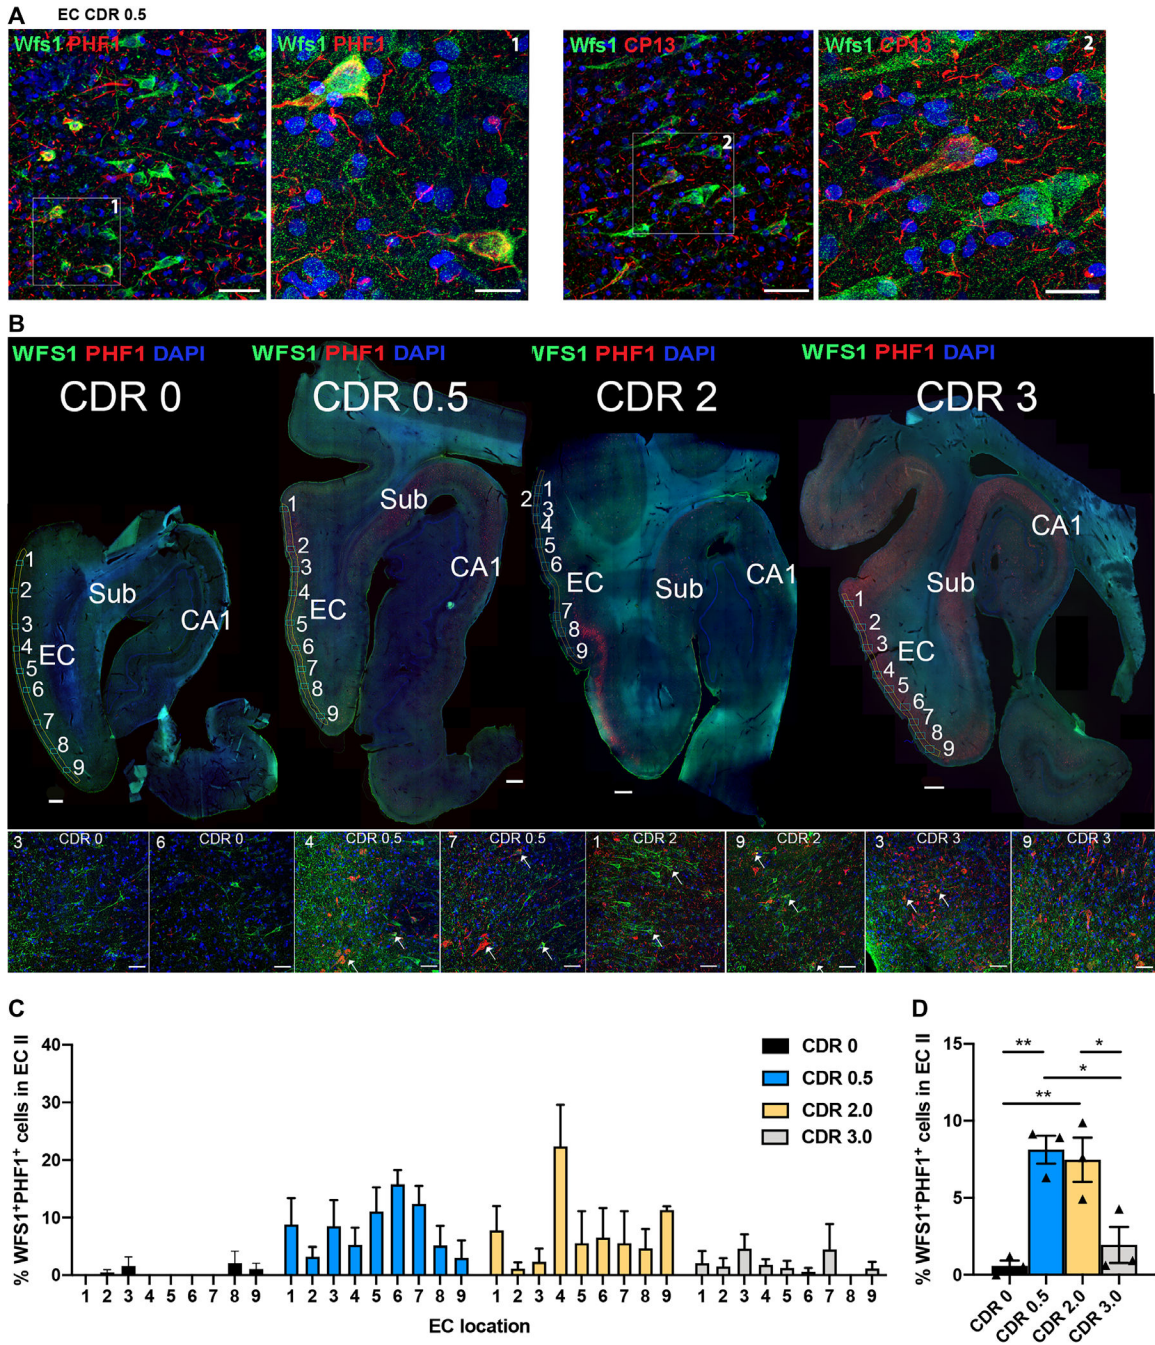 A EC CDR 0.5
Wfs1 PHF1
Wfs1 PHF1 1
Wfs1 CP13
Wfs1 CP13 2
1
2
B
WFS1 PHF1 DAPI
WFS1 PHF1 DAPI
WFS1 PHF1 DAPI
WFS1 PHF1 DAPI
CDR 0
CDR 0.5
CDR 2
CDR 3
1
2
3
4
5
6
7
8
9
EC
Sub
CA1
1
2
3
4
5
6
7
8
9
EC
Sub
CA1
1
2
3
4
5
6
7
8
9
EC
Sub
CA1
1
2
3
4
5
6
7
8
9
EC
Sub
CA1
3 CDR 0
6 CDR 0
4 CDR 0.5
7 CDR 0.5
1 CDR 2
9 CDR 2
3 CDR 3
9 CDR 3
C
% WFS1+PHF1+ cells in EC II
40
30
20
10
0
1 2 3 4 5 6 7 8 9 1 2 3 4 5 6 7 8 9 1 2 3 4 5 6 7 8 9 1 2 3 4 5 6 7 8 9
EC location
CDR 0
CDR 0.5
CDR 2.0
CDR 3.0
D
% WFS1+PHF1+ cells in EC II
15
10
5
0
** *
*
**
CDR 0
CDR 0.5
CDR 2.0
CDR 3.0